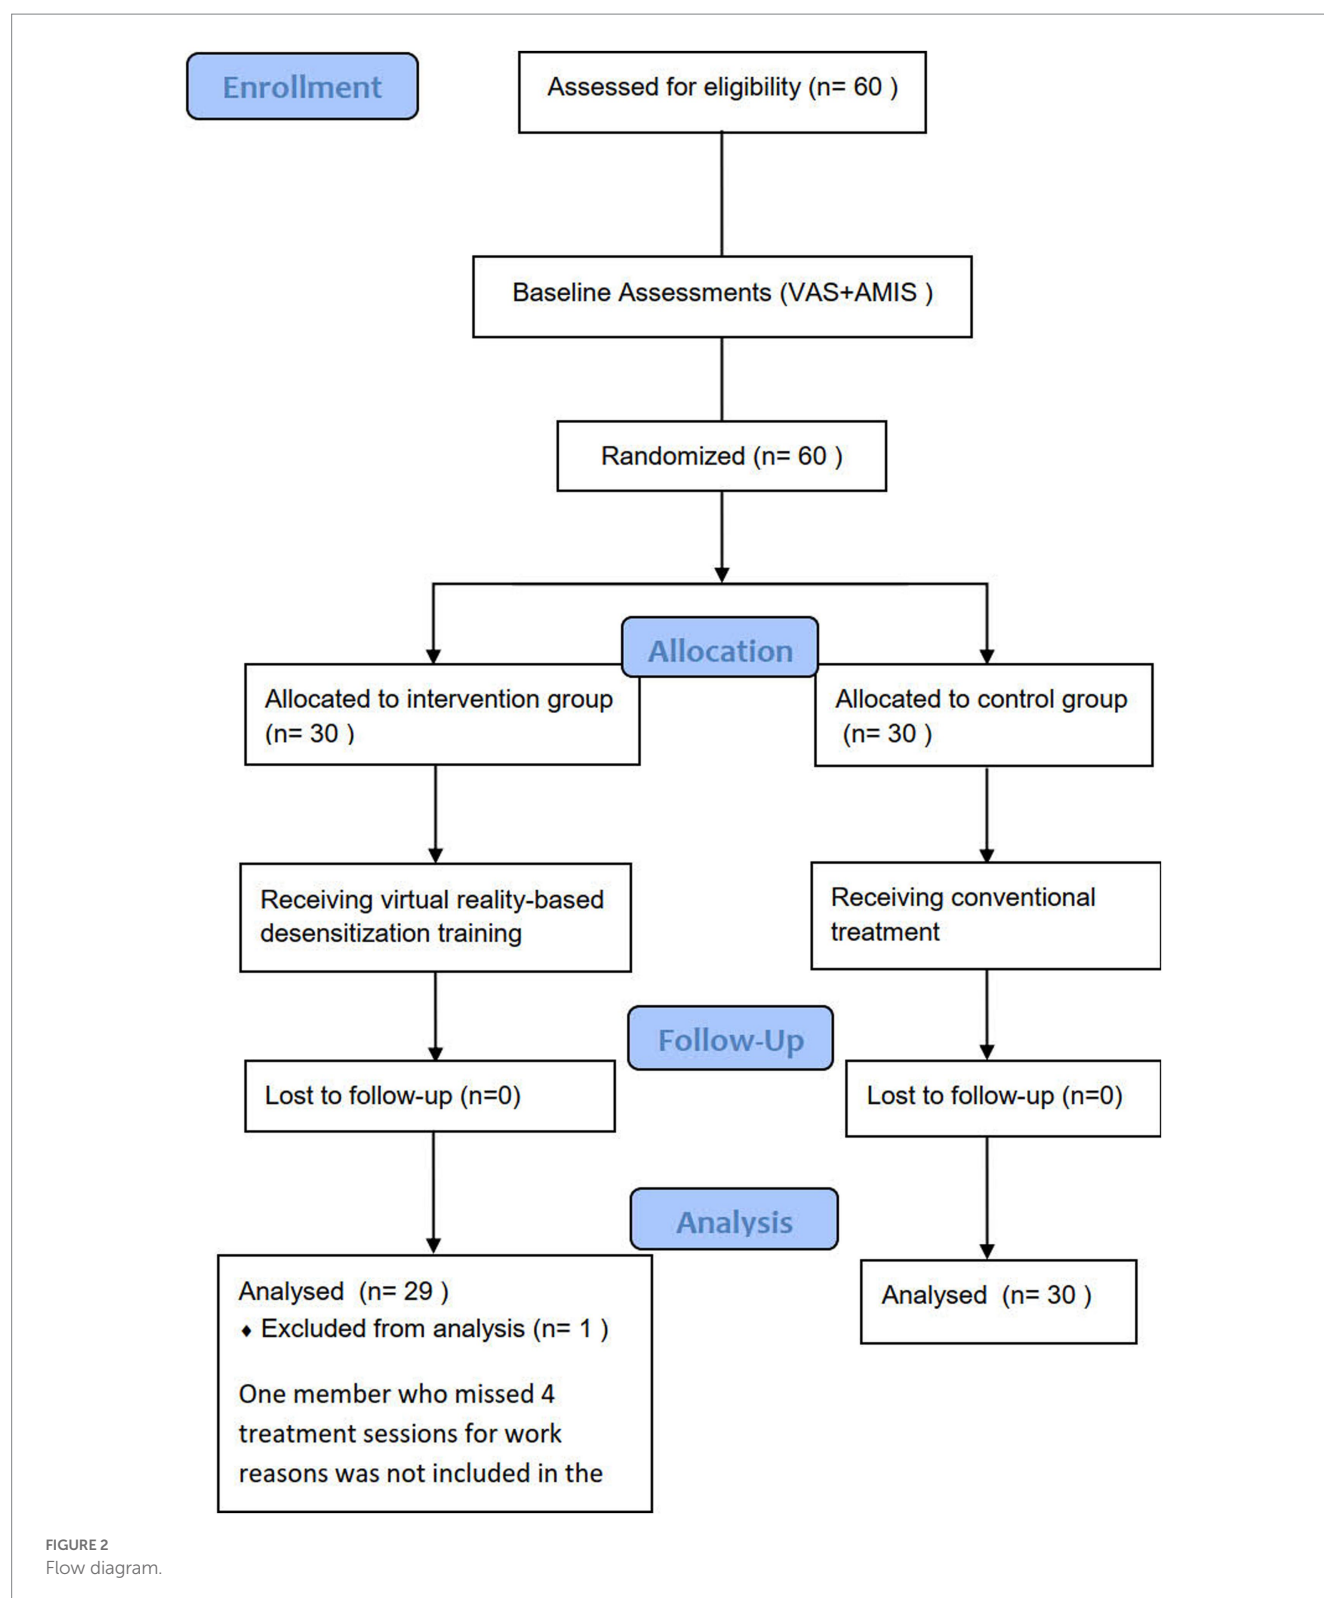 Enrollment
Assessed for eligibility (n= 60 )
Baseline Assessments (VAS+AMIS )
Randomized (n= 60 )
Allocation
Allocated to intervention group
(n= 30 )
Allocated to control group
(n= 30 )
Receiving virtual reality-based
desensitization training
Receiving conventional
treatment
Follow-Up
Lost to follow-up (n=0)
Lost to follow-up (n=0)
Analysis
Analysed (n= 29 )
♦ Excluded from analysis (n= 1 )
One member who missed 4
treatment sessions for work
reasons was not included in the
Analysed (n= 30 )
FIGURE 2
Flow diagram.